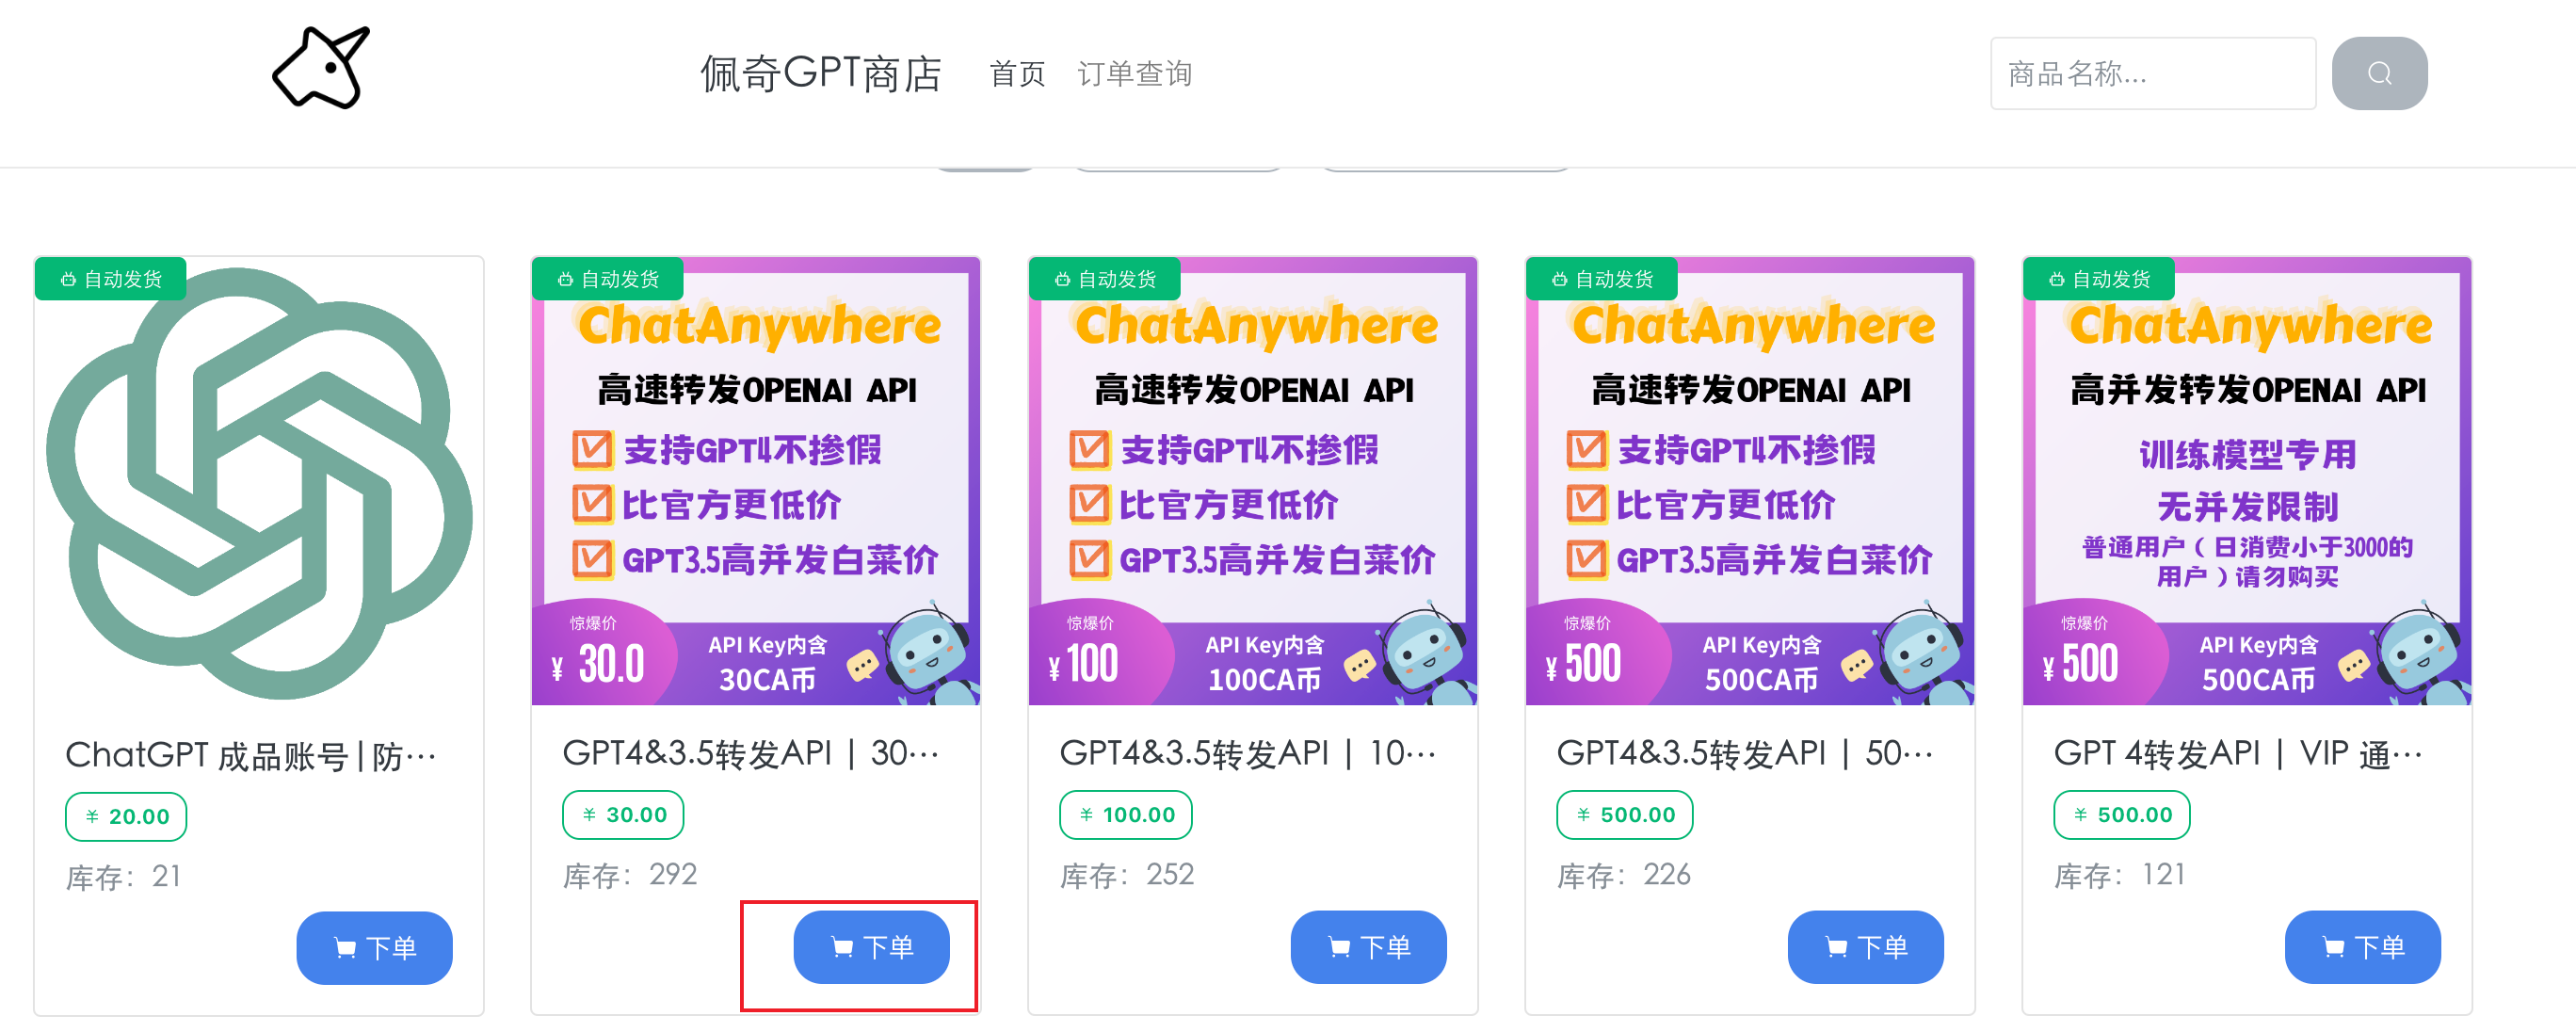 佩奇GPT商店 首页 订单查询 商品名称...
自动发货
ChatGPT 成品账号|防···
¥ 20.00
库存：21
下单
自动发货
ChatAnywhere
高速转发OPENAI API
支持GPT4不掺假
比官方更低价
GPT3.5高并发白菜价
惊爆价
¥ 30.0
API Key内含
30CA币
GPT4&3.5转发API | 30···
¥ 30.00
库存：292
下单
自动发货
ChatAnywhere
高速转发OPENAI API
支持GPT4不掺假
比官方更低价
GPT3.5高并发白菜价
惊爆价
¥ 100
API Key内含
100CA币
GPT4&3.5转发API | 10···
¥ 100.00
库存：252
下单
自动发货
ChatAnywhere
高速转发OPENAI API
支持GPT4不掺假
比官方更低价
GPT3.5高并发白菜价
惊爆价
¥ 500
API Key内含
500CA币
GPT4&3.5转发API | 50···
¥ 500.00
库存：226
下单
自动发货
ChatAnywhere
高并发转发OPENAI API
训练模型专用
无并发限制
普通用户（日消费小于3000的
用户）请勿购买
惊爆价
¥ 500
API Key内含
500CA币
GPT 4转发API | VIP 通···
¥ 500.00
库存：121
下单